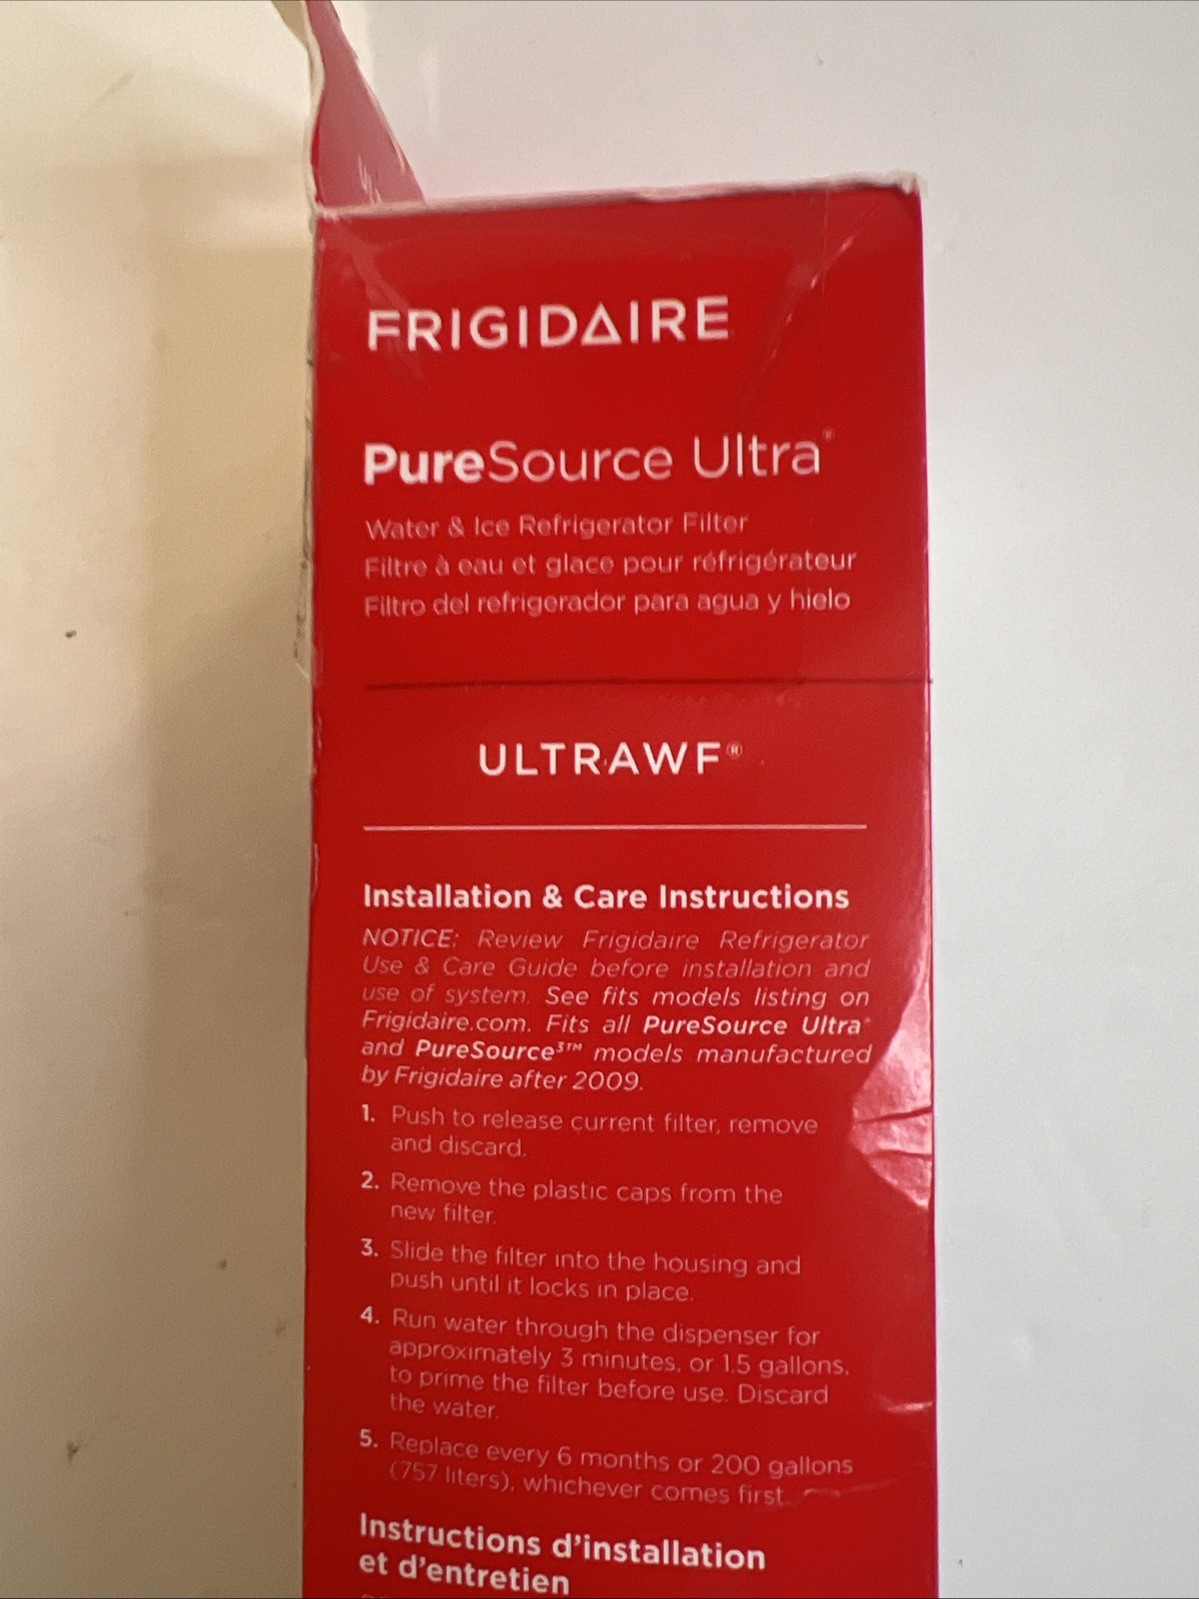 FRIGIDAIRE
PureSource Ultra®
Water & Ice Refrigerator Filter
Filtre à eau et glace pour réfrigérateur
Filtro del refrigerador para agua y hielo
ULTRAWF®
Installation & Care Instructions
NOTICE: Review Frigidaire Refrigerator
Use & Care Guide before installation and
use of system. See fits models listing on
Frigidaire.com. Fits all PureSource Ultra®
and PureSource³™ models manufactured
by Frigidaire after 2009.
1. Push to release current filter, remove
and discard.
2. Remove the plastic caps from the
new filter.
3. Slide the filter into the housing and
push until it locks in place.
4. Run water through the dispenser for
approximately 3 minutes, or 1.5 gallons,
to prime the filter before use. Discard
the water.
5. Replace every 6 months or 200 gallons
(757 liters), whichever comes first.
Instructions d'installation
et d'entretien